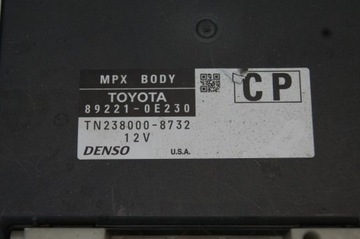 MPX BODY
TOYOTA
89221-0E230
CP
TN238000-8732
12V
DENSO
U.S.A.